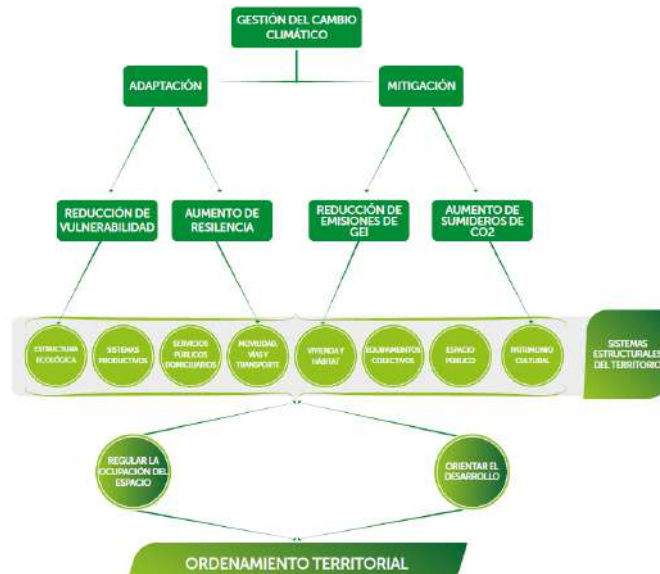 GESTIÓN DEL CAMBIO
CLIMÁTICO
ADAPTACIÓN
MITIGACIÓN
REDUCCIÓN DE
VULNERABILIDAD
AUMENTO DE
RESILENCIA
REDUCCIÓN DE
EMISIONES DE
GEI
AUMENTO DE
SUMIDEROS DE
CO2
ESTRUCTURA
ECOLÓGICA
SISTEMAS
PRODUCTIVOS
SERVICIOS
PÚBLICOS
DOMICILIARIOS
MOVILIDAD,
VÍAS Y
TRANSPORTE
VIVIENDA Y
HÁBITAT
EQUIPAMIENTOS
COLECTIVOS
ESPACIO
PÚBLICO
PATRIMONIO
CULTURAL
SISTEMAS
ESTRUCTURALES
DEL TERRITORIO
REGULAR LA
OCUPACIÓN DEL
ESPACIO
ORIENTAR EL
DESARROLLO
ORDENAMIENTO TERRITORIAL